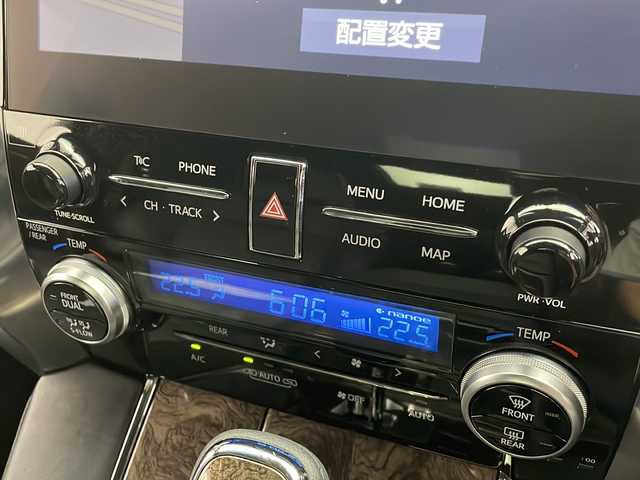 配置変更
T/C PHONE
CH · TRACK
TUNE·SCROLL
MENU HOME
AUDIO MAP
PWR·VOL
PASSENGER
/ REAR
TEMP
FRONT
DUAL
S-FLOW
22.5
6:06
nanoe
22.5
REAR
A/C
AUTO
OFF
AUTO
TEMP
FRONT
REAR